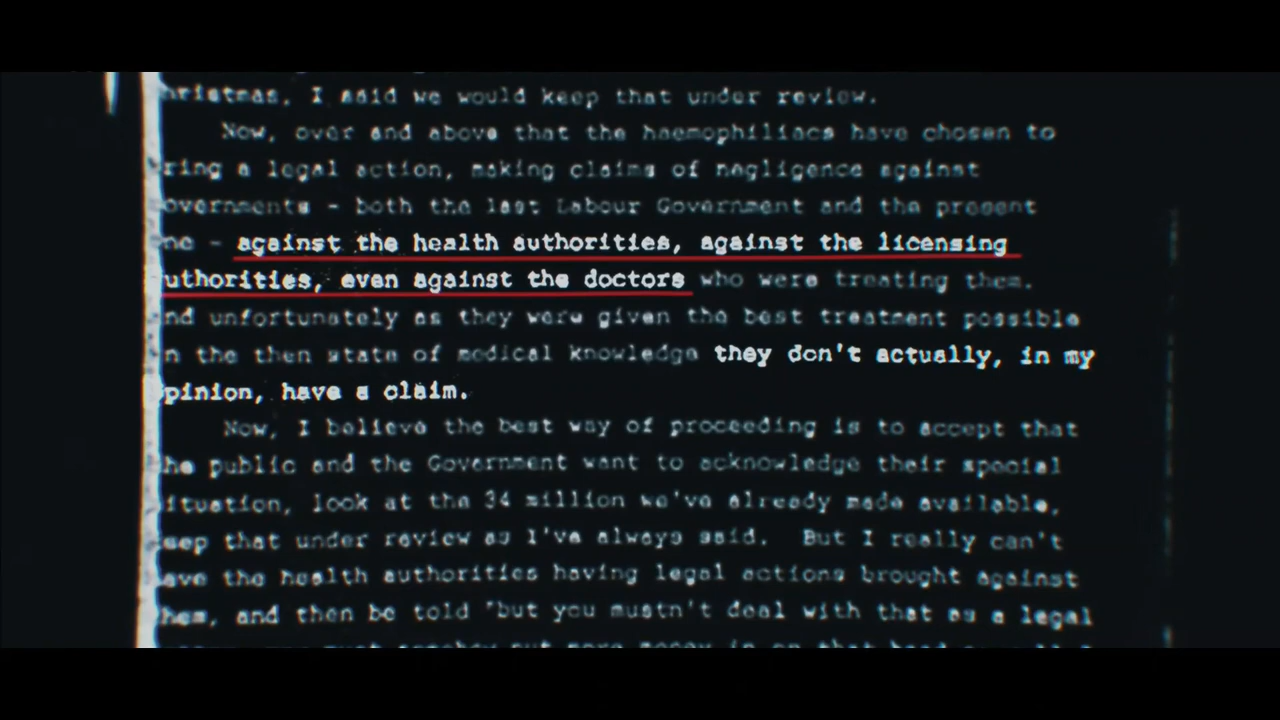 hristmas, I said we would keep that under review.
Now, over and above that the haemophiliacs have chosen to
ring a legal action, making claims of negligence against
overnments - both the last Labour Government and the present
ne - against the health authorities, against the licensing
uthorities, even against the doctors who were treating them.
nd unfortunately as they were given the best treatment possible
n the then state of medical knowledge they don't actually, in my
pinion, have a claim.
Now, I believe the best way of proceeding is to accept that
he public and the Government want to acknowledge their special
ituation, look at the 34 million we've already made available,
eep that under review as I've always said. But I really can't
ave the health authorities having legal actions brought against
hem, and then be told "but you mustn't deal with that as a legal